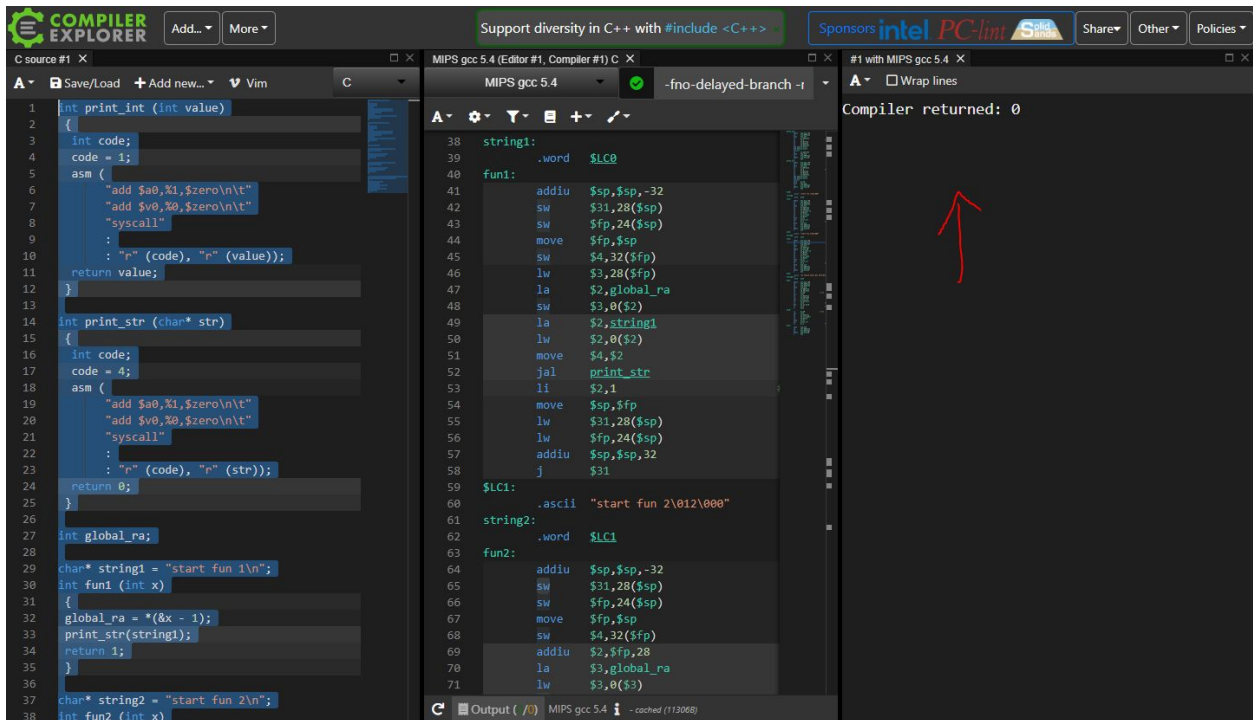 COMPILER
EXPLORER
Add...
More
Support diversity in C++ with #include <C++>
Sponsors intel PC-lint Solid Sands
Share
Other
Policies
C source #1 X
A Save/Load + Add new... Vim
C
1 int print_int (int value)
2 {
3 int code;
4 code = 1;
5 asm (
6 "add $a0,%1,$zero\n\t"
7 "add $v0,%0,$zero\n\t"
8 "syscall"
9 :
10 : "r" (code), "r" (value));
11 return value;
12 }
13
14 int print_str (char* str)
15 {
16 int code;
17 code = 4;
18 asm (
19 "add $a0,%1,$zero\n\t"
20 "add $v0,%0,$zero\n\t"
21 "syscall"
22 :
23 : "r" (code), "r" (str));
24 return 0;
25 }
26
27 int global_ra;
28
29 char* string1 = "start fun 1\n";
30 int fun1 (int x)
31 {
32 global_ra = *(&x - 1);
33 print_str(string1);
34 return 1;
35 }
36
37 char* string2 = "start fun 2\n";
38 int fun2 (int x)
MIPS gcc 5.4 (Editor #1, Compiler #1) C X
MIPS gcc 5.4
-fno-delayed-branch -r
A
38 string1:
39 .word $LC0
40 fun1:
41 addiu $sp,$sp,-32
42 sw $31,28($sp)
43 sw $fp,24($sp)
44 move $fp,$sp
45 sw $4,32($fp)
46 lw $3,28($fp)
47 la $2,global_ra
48 sw $3,0($2)
49 la $2,string1
50 lw $2,0($2)
51 move $4,$2
52 jal print_str
53 li $2,1
54 move $sp,$fp
55 lw $31,28($sp)
56 lw $fp,24($sp)
57 addiu $sp,$sp,32
58 j $31
59 $LC1:
60 .ascii "start fun 2\012\000"
61 string2:
62 .word $LC1
63 fun2:
64 addiu $sp,$sp,-32
65 sw $31,28($sp)
66 sw $fp,24($sp)
67 move $fp,$sp
68 sw $4,32($fp)
69 addiu $2,$fp,28
70 la $3,global_ra
71 lw $3,0($3)
Output ( /0) MIPS gcc 5.4 i - cached (11306B)
#1 with MIPS gcc 5.4 X
A Wrap lines
Compiler returned: 0